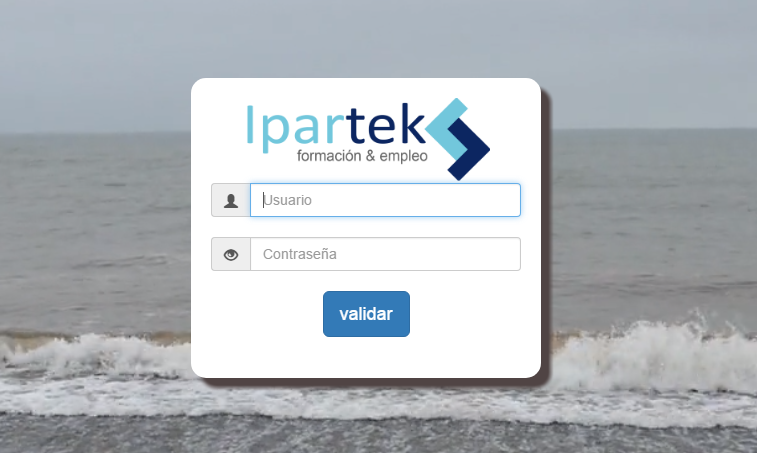 Ipartek
formación & empleo
Usuario
Contraseña
validar